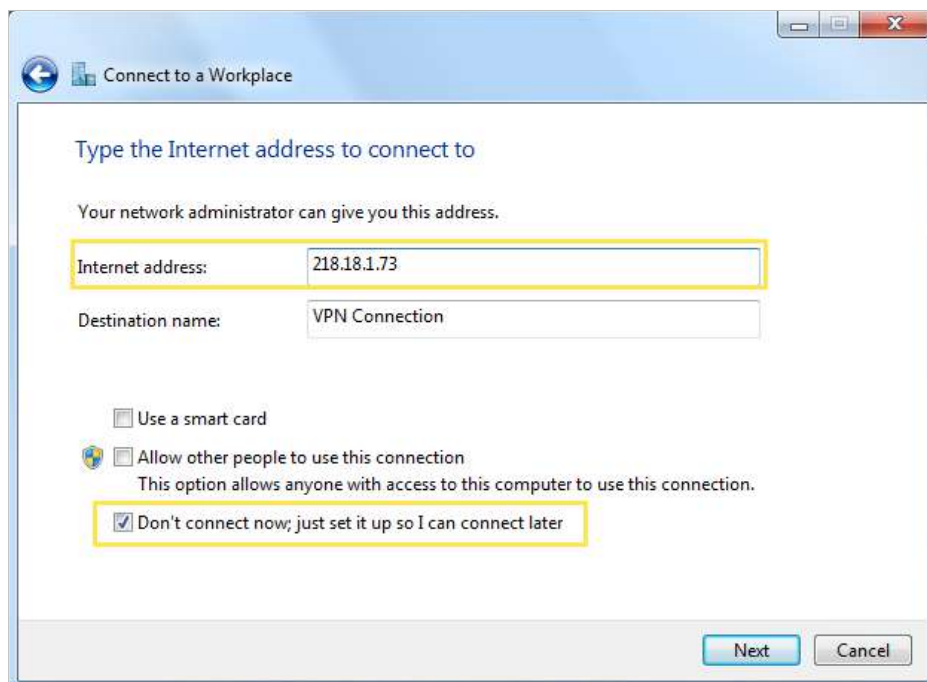 Connect to a Workplace
Type the Internet address to connect to
Your network administrator can give you this address.
Internet address: 218.18.1.73
Destination name: VPN Connection
Use a smart card
Allow other people to use this connection
This option allows anyone with access to this computer to use this connection.
Don't connect now; just set it up so I can connect later
Next Cancel